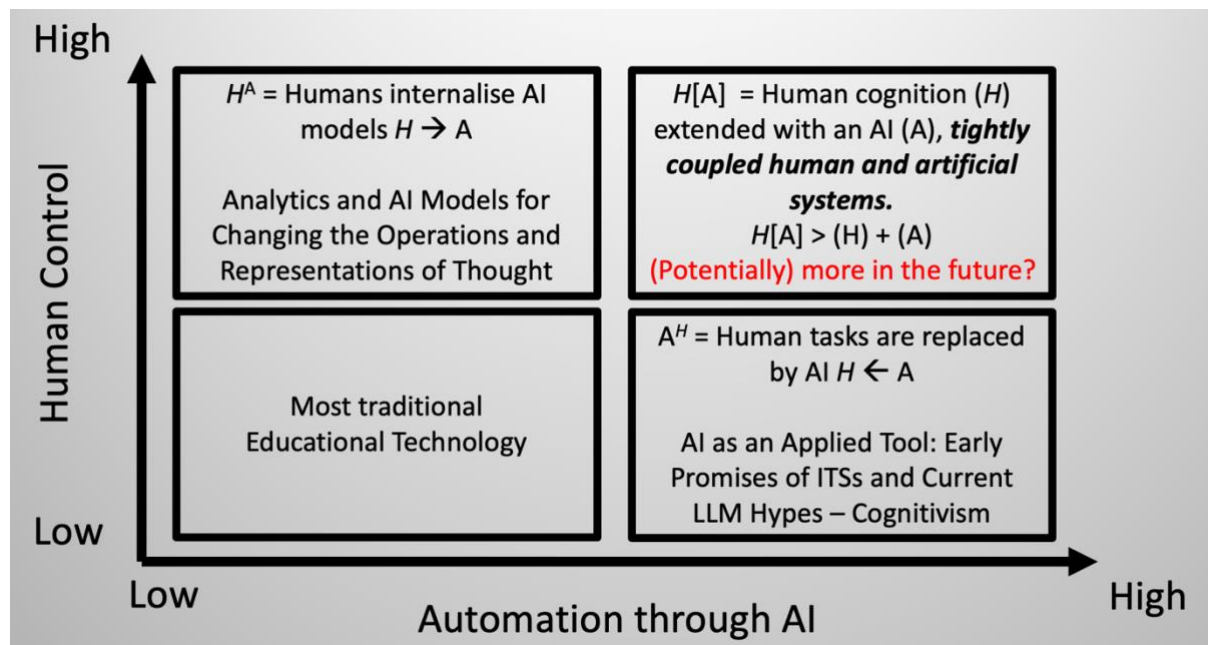 High
Human Control
Low
Hᴬ = Humans internalise AI
models H → A
Analytics and AI Models for
Changing the Operations and
Representations of Thought
H[A] = Human cognition (H)
extended with an AI (A), tightly
coupled human and artificial
systems.
H[A] > (H) + (A)
(Potentially) more in the future?
Most traditional
Educational Technology
Aᴴ = Human tasks are replaced
by AI H ← A
AI as an Applied Tool: Early
Promises of ITSs and Current
LLM Hypes – Cognitivism
Low
Automation through AI
High